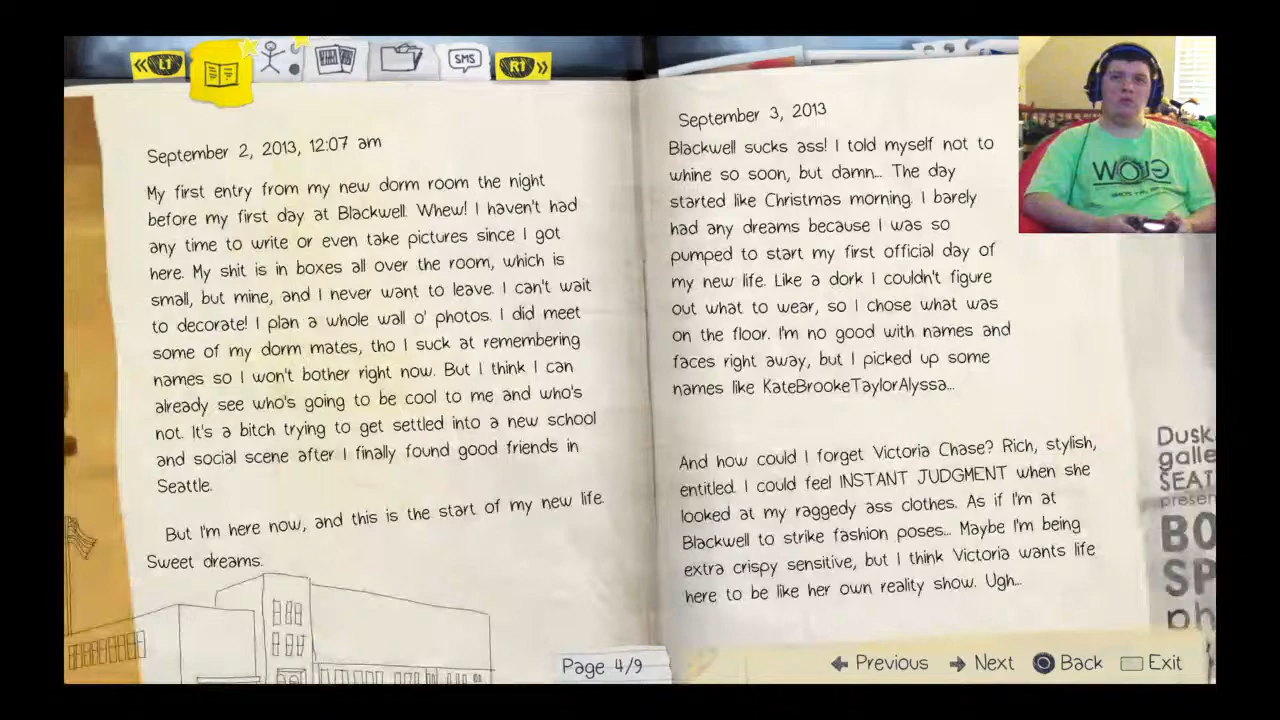 LT
SMS
R1
September 2, 2013, 12:07 am
My first entry from my new dorm room the night
before my first day at Blackwell. Whew! I haven't had
any time to write or even take pictures since I got
here. My shit is in boxes all over the room, which is
small, but mine, and I never want to leave. I can't wait
to decorate! I plan a whole wall o' photos. I did meet
some of my dorm mates, tho I suck at remembering
names so I won't bother right now. But I think I can
already see who's going to be cool to me and who's
not. It's a bitch trying to get settled into a new school
and social scene after I finally found good friends in
Seattle.
But I'm here now, and this is the start of my new life.
Sweet dreams.
September 3, 2013
Blackwell sucks ass! I told myself not to
whine so soon, but damn... The day
started like Christmas morning. I barely
had any dreams because I was so
pumped to start my first official day of
my new life. Like a dork I couldn't figure
out what to wear, so I chose what was
on the floor. I'm no good with names and
faces right away, but I picked up some
names like KateBrookeTaylorAlyssa...
And how could I forget Victoria Chase? Rich, stylish,
entitled. I could feel INSTANT JUDGMENT when she
looked at my raggedy ass clothes. As if I'm at
Blackwell to strike fashion poses... Maybe I'm being
extra crispy sensitive, but I think Victoria wants life
here to be like her own reality show. Ugh...
Dusk
galle
SEAT
presen
BO
SP
ph
Page 4/9
Previous
Next
Back
Exit